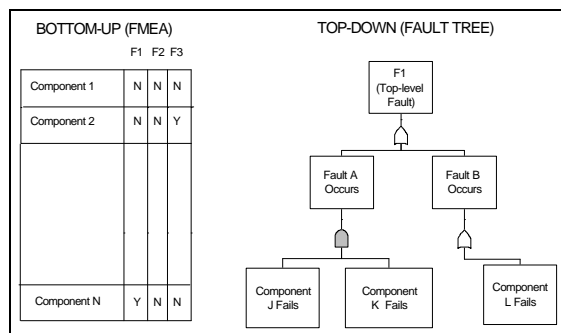 BOTTOM-UP (FMEA)
F1 F2 F3
Component 1 N N N
Component 2 N N Y
Component N Y N N
TOP-DOWN (FAULT TREE)
F1
(Top-level
Fault)
Fault A
Occurs
Fault B
Occurs
Component
J Fails
Component
K Fails
Component
L Fails